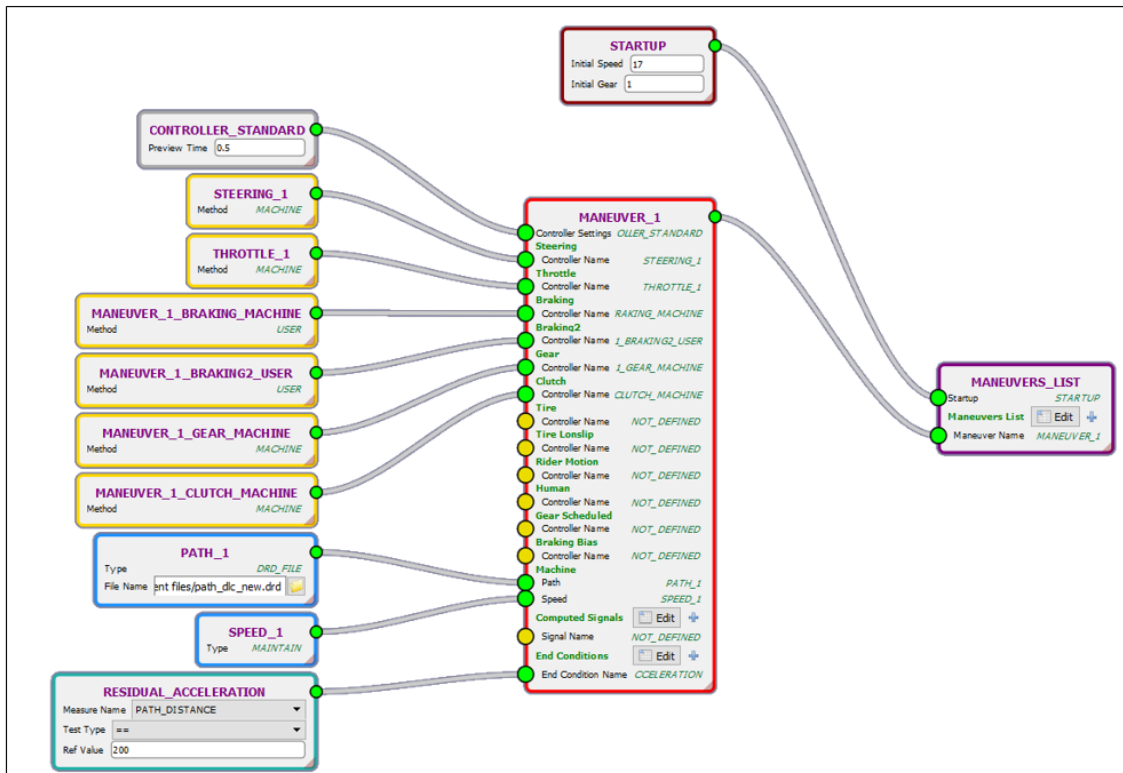 STARTUP
Initial Speed 17
Initial Gear 1
CONTROLLER_STANDARD
Preview Time 0.5
STEERING_1
Method MACHINE
THROTTLE_1
Method MACHINE
MANEUVER_1_BRAKING_MACHINE
Method USER
MANEUVER_1_BRAKING2_USER
Method USER
MANEUVER_1_GEAR_MACHINE
Method MACHINE
MANEUVER_1_CLUTCH_MACHINE
Method MACHINE
PATH_1
Type DRD_FILE
File Name ent files/path_dlc_new.drd
SPEED_1
Type MAINTAIN
RESIDUAL_ACCELERATION
Measure Name PATH_DISTANCE
Test Type ==
Ref Value 200
MANEUVER_1
Controller Settings OLLER_STANDARD
Steering
Controller Name STEERING_1
Throttle
Controller Name THROTTLE_1
Braking
Controller Name RAKING_MACHINE
Braking2
Controller Name 1_BRAKING2_USER
Gear
Controller Name 1_GEAR_MACHINE
Clutch
Controller Name CLUTCH_MACHINE
Tire
Controller Name NOT_DEFINED
Tire Lonslip
Controller Name NOT_DEFINED
Rider Motion
Controller Name NOT_DEFINED
Human
Controller Name NOT_DEFINED
Gear Scheduled
Controller Name NOT_DEFINED
Braking Bias
Controller Name NOT_DEFINED
Machine
Path PATH_1
Speed SPEED_1
Computed Signals Edit
Signal Name NOT_DEFINED
End Conditions Edit
End Condition Name CCELERATION
MANEUVERS_LIST
Startup STARTUP
Maneuvers List Edit
Maneuver Name MANEUVER_1